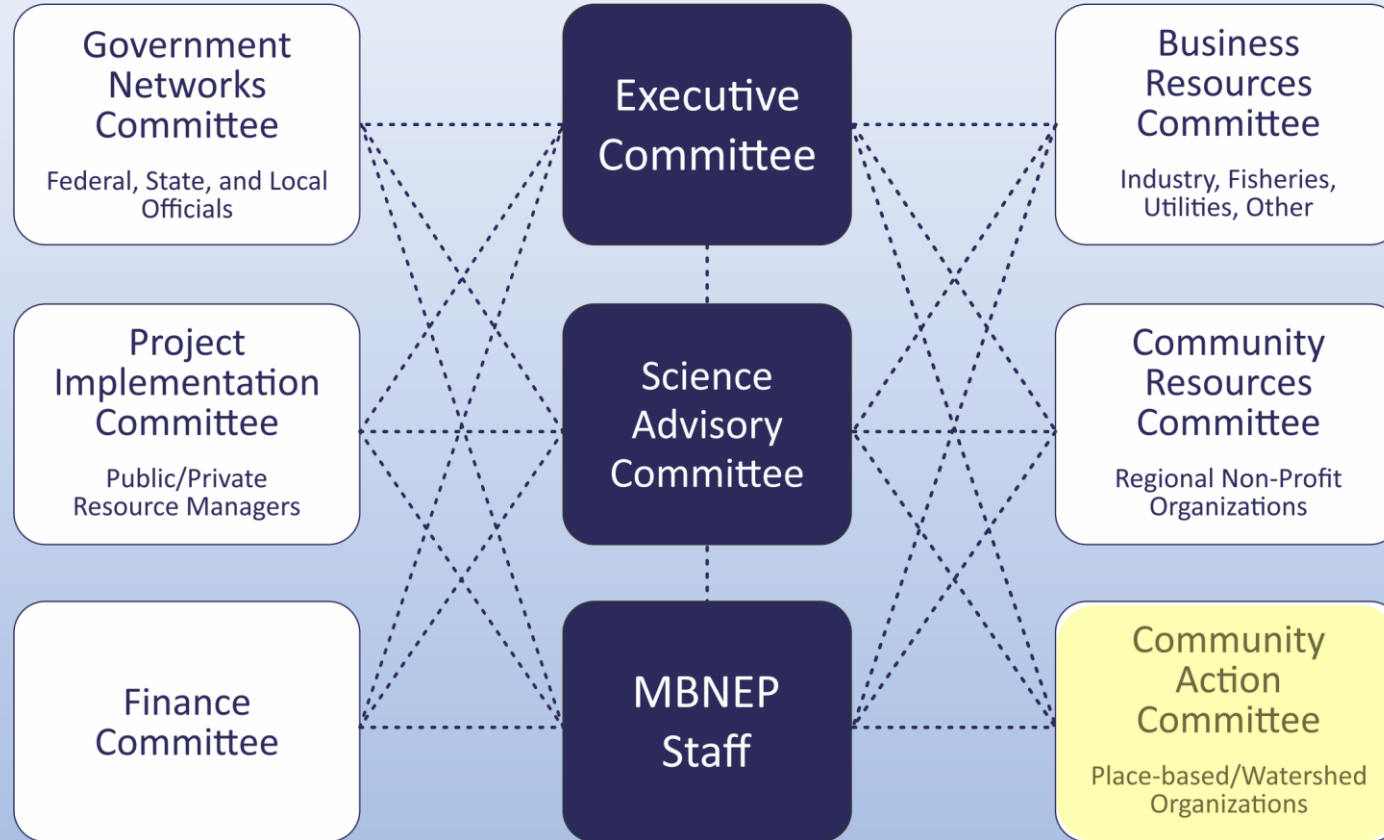 Government
Networks
Committee
Federal, State, and Local
Officials
Executive
Committee
Business
Resources
Committee
Industry, Fisheries,
Utilities, Other
Project
Implementation
Committee
Public/Private
Resource Managers
Science
Advisory
Committee
Community
Resources
Committee
Regional Non-Profit
Organizations
Finance
Committee
MBNEP
Staff
Community
Action
Committee
Place-based/Watershed
Organizations